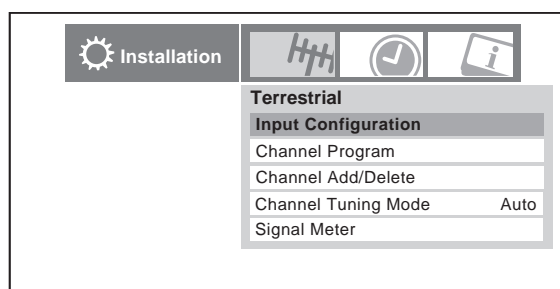 Installation
Terrestrial
Input Configuration
Channel Program
Channel Add/Delete
Channel Tuning Mode Auto
Signal Meter